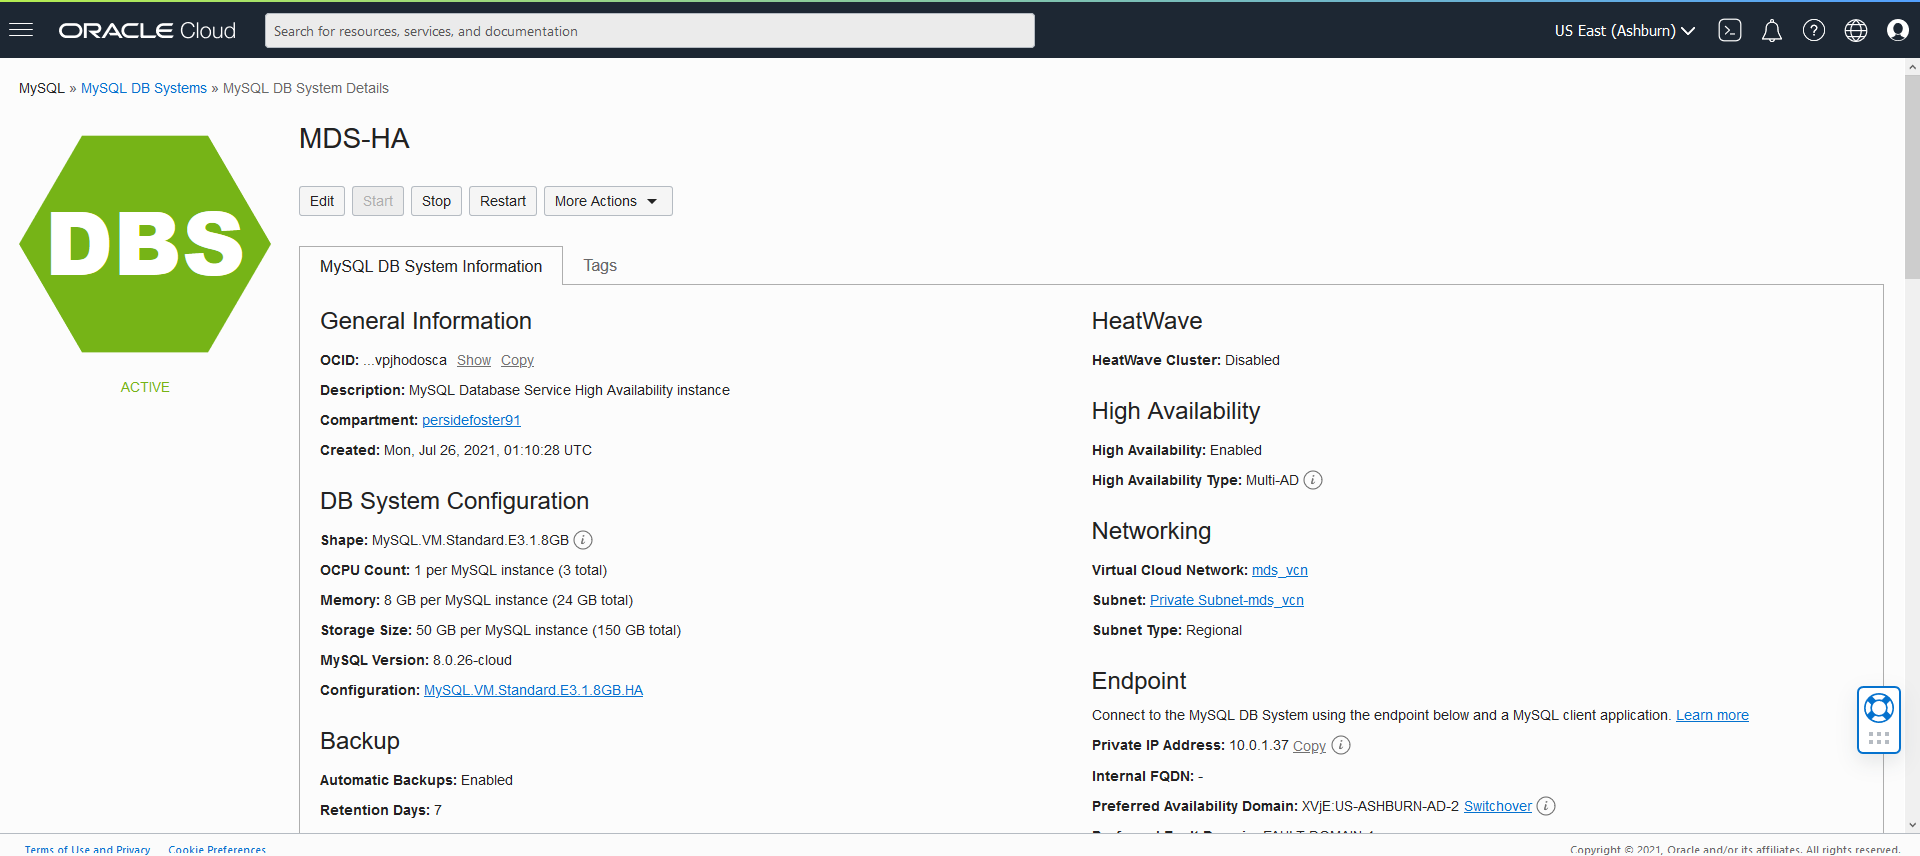 ORACLE Cloud
Search for resources, services, and documentation
US East (Ashburn)
MySQL » MySQL DB Systems » MySQL DB System Details
DBS
ACTIVE
MDS-HA
Edit
Start
Stop
Restart
More Actions
MySQL DB System Information
Tags
General Information
OCID: ...vpjhodosca Show Copy
Description: MySQL Database Service High Availability instance
Compartment: persidefoster91
Created: Mon, Jul 26, 2021, 01:10:28 UTC
DB System Configuration
Shape: MySQL.VM.Standard.E3.1.8GB
OCPU Count: 1 per MySQL instance (3 total)
Memory: 8 GB per MySQL instance (24 GB total)
Storage Size: 50 GB per MySQL instance (150 GB total)
MySQL Version: 8.0.26-cloud
Configuration: MySQL.VM.Standard.E3.1.8GB.HA
Backup
Automatic Backups: Enabled
Retention Days: 7
HeatWave
HeatWave Cluster: Disabled
High Availability
High Availability: Enabled
High Availability Type: Multi-AD
Networking
Virtual Cloud Network: mds_vcn
Subnet: Private Subnet-mds_vcn
Subnet Type: Regional
Endpoint
Connect to the MySQL DB System using the endpoint below and a MySQL client application. Learn more
Private IP Address: 10.0.1.37 Copy
Internal FQDN: -
Preferred Availability Domain: XVjE:US-ASHBURN-AD-2 Switchover
Terms of Use and Privacy
Cookie Preferences
Copyright © 2021, Oracle and/or its affiliates. All rights reserved.